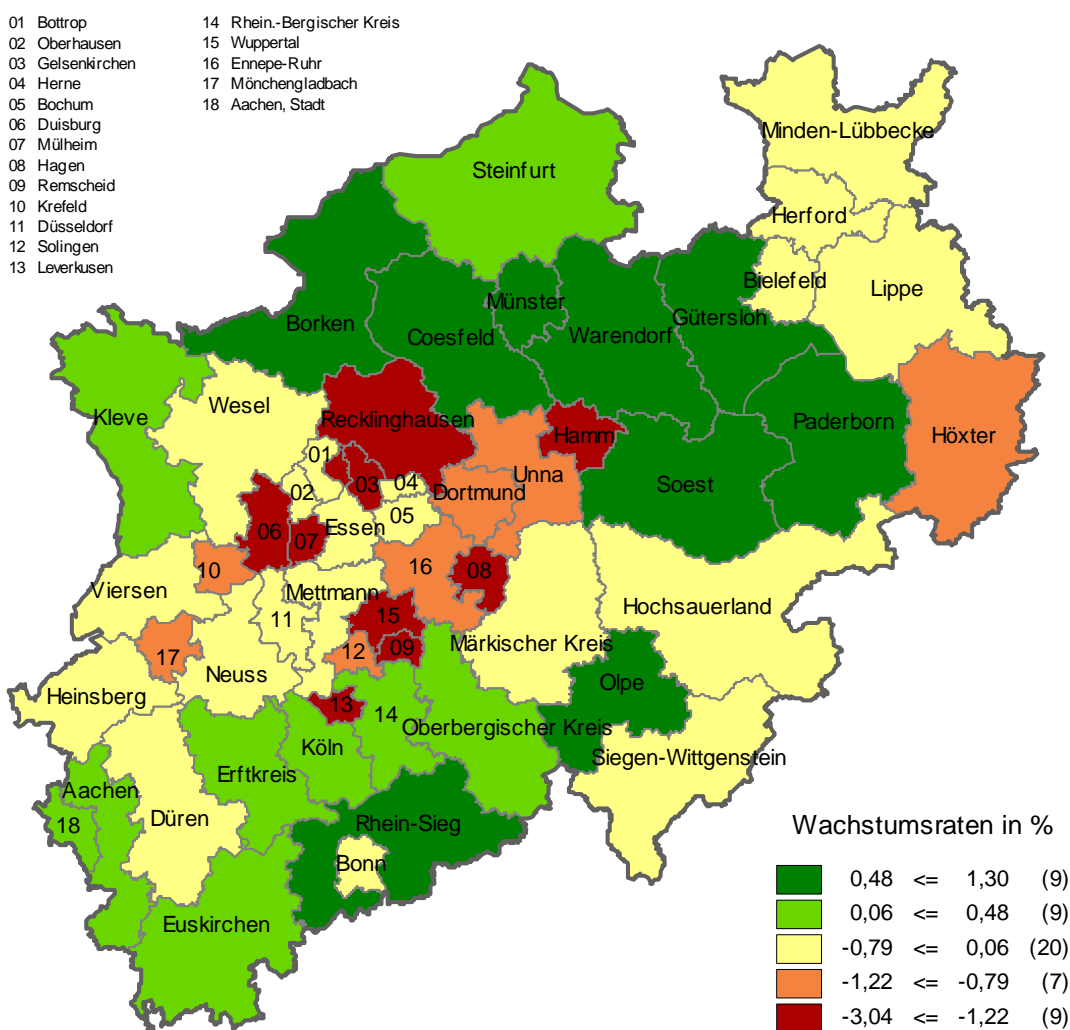 01 Bottrop
02 Oberhausen
03 Gelsenkirchen
04 Herne
05 Bochum
06 Duisburg
07 Mülheim
08 Hagen
09 Remscheid
10 Krefeld
11 Düsseldorf
12 Solingen
13 Leverkusen
14 Rhein.-Bergischer Kreis
15 Wuppertal
16 Ennepe-Ruhr
17 Mönchengladbach
18 Aachen, Stadt
Minden-Lübbecke
Steinfurt
Herford
Bielefeld
Lippe
Münster
Gütersloh
Borken
Coesfeld
Warendorf
Wesel
Kleve
Recklinghausen
Hamm
Paderborn
Höxter
01
Unna
Soest
02
03
04
Dortmund
05
Essen
06
07
10
16
08
Viersen
Mettmann
Hochsauerland
11
15
Märkischer Kreis
17
12
09
Neuss
Heinsberg
Olpe
13
14
Oberbergischer Kreis
Köln
Siegen-Wittgenstein
Erftkreis
Aachen
18
Düren
Rhein-Sieg
Bonn
Euskirchen
Wachstumsraten in %
0,48 <= 1,30 (9)
0,06 <= 0,48 (9)
-0,79 <= 0,06 (20)
-1,22 <= -0,79 (7)
-3,04 <= -1,22 (9)